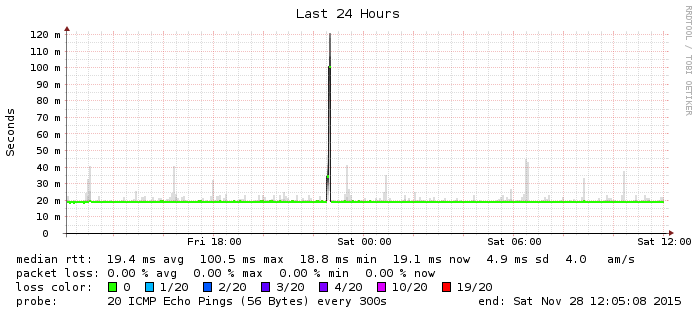 Last 24 Hours
RRDTOOL / TOBI OETIKER
Seconds
120 m
110 m
100 m
90 m
80 m
70 m
60 m
50 m
40 m
30 m
20 m
10 m
0
Fri 18:00 Sat 00:00 Sat 06:00 Sat 12:00
median rtt: 19.4 ms avg 100.5 ms max 18.8 ms min 19.1 ms now 4.9 ms sd 4.0 am/s
packet loss: 0.00 % avg 0.00 % max 0.00 % min 0.00 % now
loss color: 0 1/20 2/20 3/20 4/20 10/20 19/20
probe: 20 ICMP Echo Pings (56 Bytes) every 300s end: Sat Nov 28 12:05:08 2015